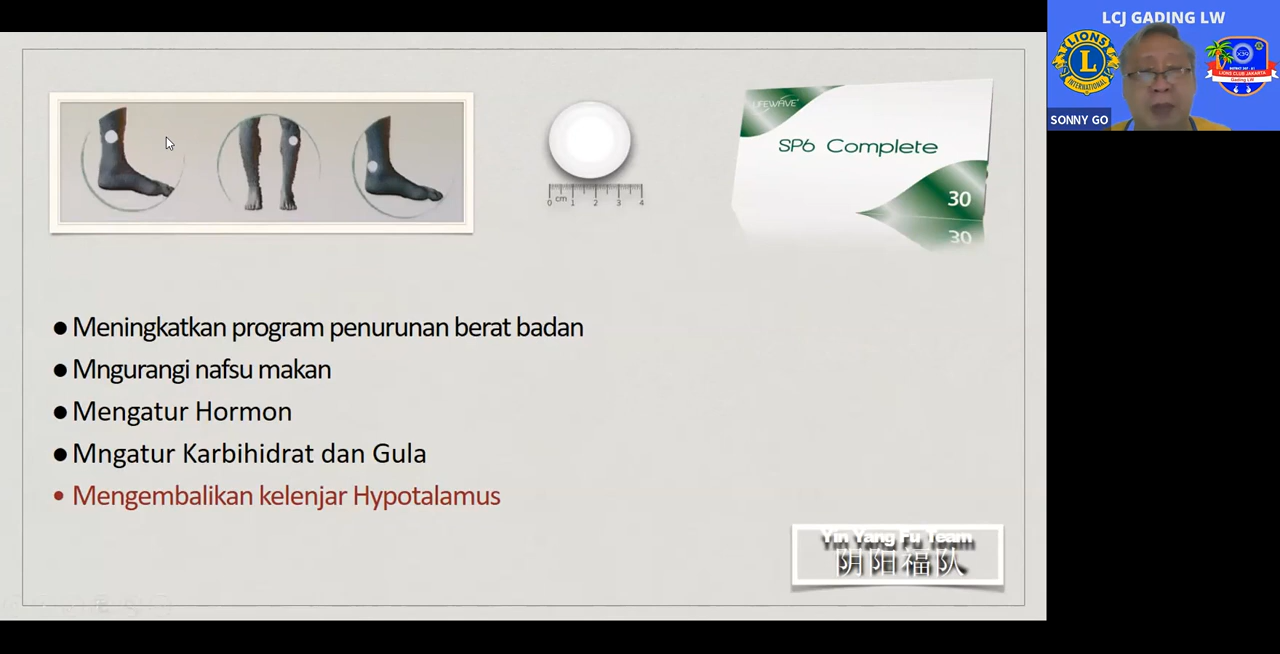 LCJ GADING LW
LIONS
L
INTERNATIONAL
X39
LIONS CLUB JAKARTA
Gading LW
SONNY GO
LIFEWAVE
SP6 Complete
30
30
0 cm 1 2 3 4
● Meningkatkan program penurunan berat badan
● Mngurangi nafsu makan
● Mengatur Hormon
● Mngatur Karbihidrat dan Gula
• Mengembalikan kelenjar Hypotalamus
Yin Yang Fu Team
阴阳福队